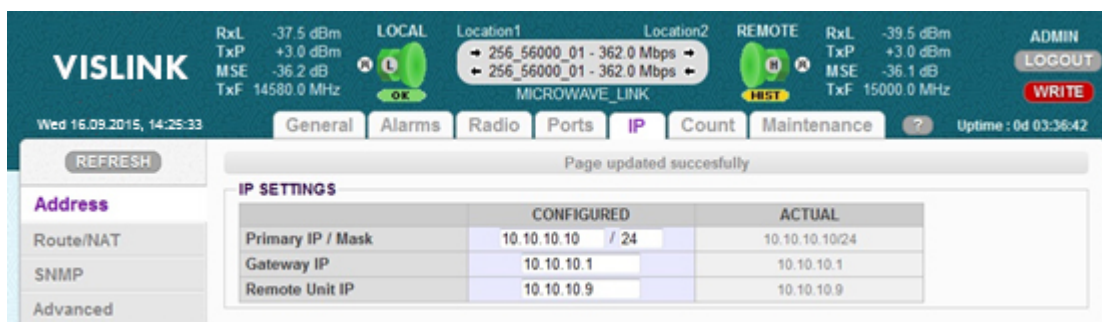 VISLINK
RxL -37.5 dBm
TxP +3.0 dBm
MSE -36.2 dB
TxF 14580.0 MHz
LOCAL
R L
OK
Location1 Location2
→ 256_56000_01 - 362.0 Mbps →
← 256_56000_01 - 362.0 Mbps ←
MICROWAVE_LINK
REMOTE
H R
HIST
RxL -39.5 dBm
TxP +3.0 dBm
MSE -36.1 dB
TxF 15000.0 MHz
ADMIN
LOGOUT
WRITE
Wed 16.09.2015, 14:25:33
General Alarms Radio Ports IP Count Maintenance ?
Uptime : 0d 03:36:42
REFRESH
Address
Route/NAT
SNMP
Advanced
Page updated succesfully
IP SETTINGS
CONFIGURED ACTUAL
Primary IP / Mask 10.10.10.10 / 24 10.10.10.10/24
Gateway IP 10.10.10.1 10.10.10.1
Remote Unit IP 10.10.10.9 10.10.10.9